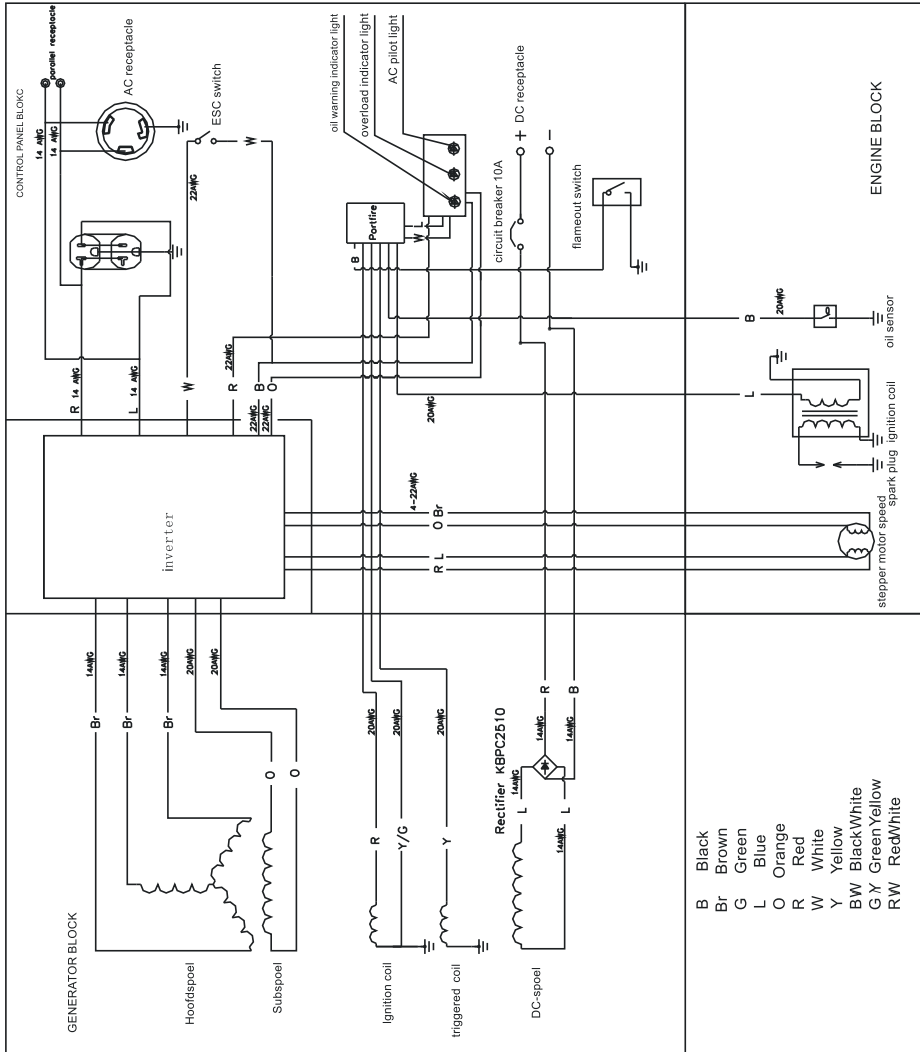 CONTROL PANEL BLOKC
parallel receptacle
AC receptacle
ESC switch
oil warning indicator light
overload indicator light
AC pilot light
DC receptacle
+
−
circuit breaker 10A
flameout switch
Portfire
ENGINE BLOCK
14 AWG
14 AWG
22AWG
W
B
L
W
R
14 AWG
L
14 AWG
W
R
22AWG
B
22AWG
O
22AWG
20AWG
L
B
20AWG
oil sensor
ignition coil
spark plug
stepper motor speed
inverter
4-22AWG
Br
O
L
R
GENERATOR BLOCK
14AWG
14AWG
14AWG
20AWG
20AWG
Br
Br
Br
O
O
Hoofdspoel
Subspoel
20AWG
20AWG
20AWG
R
Y/G
Y
Ignition coil
triggered coil
Rectifier KBPC2510
14AWG
14AWG
R
B
14AWG
L
14AWG
L
DC-spoel
B Black
Br Brown
G Green
L Blue
O Orange
R Red
W White
Y Yellow
BW BlackWhite
GY GreenYellow
RW RedWhite